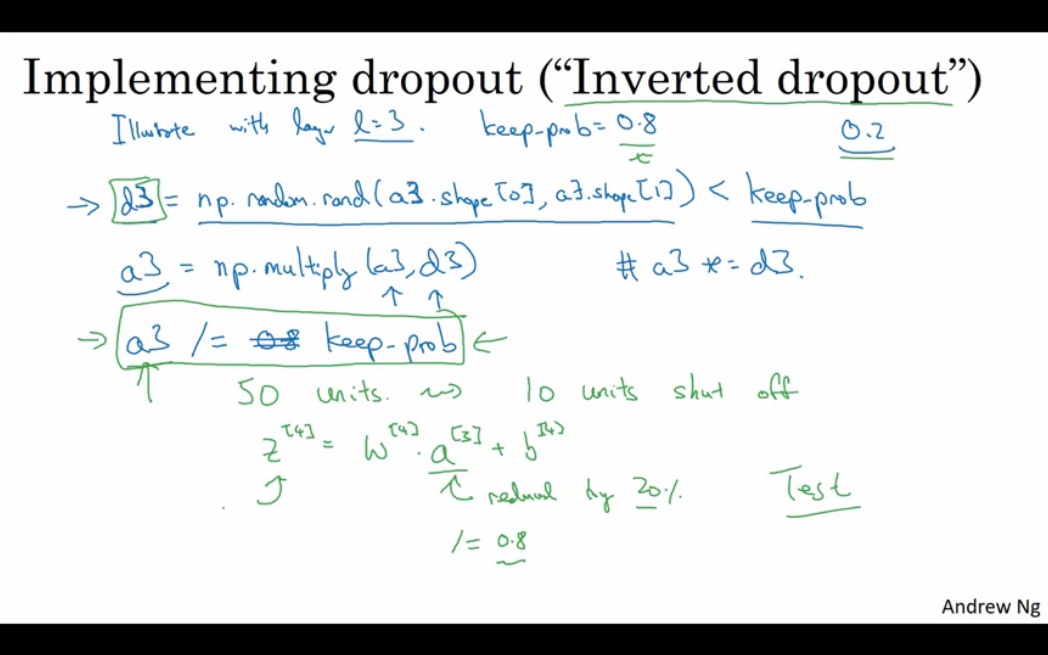 Implementing dropout (“Inverted dropout”)
Illustrate with layer l=3. keep-prob= 0.8 0.2
→ d3 = np.random.rand(a3.shape[0], a3.shape[1]) < keep-prob
a3 = np.multiply(a3, d3) # a3 *= d3.
→ a3 /= 0.8 keep-prob ←
50 units. ⇝ 10 units shut off
z^[4] = W^[4] · a^[3] + b^[4]
reduced by 20%. Test
/= 0.8
Andrew Ng